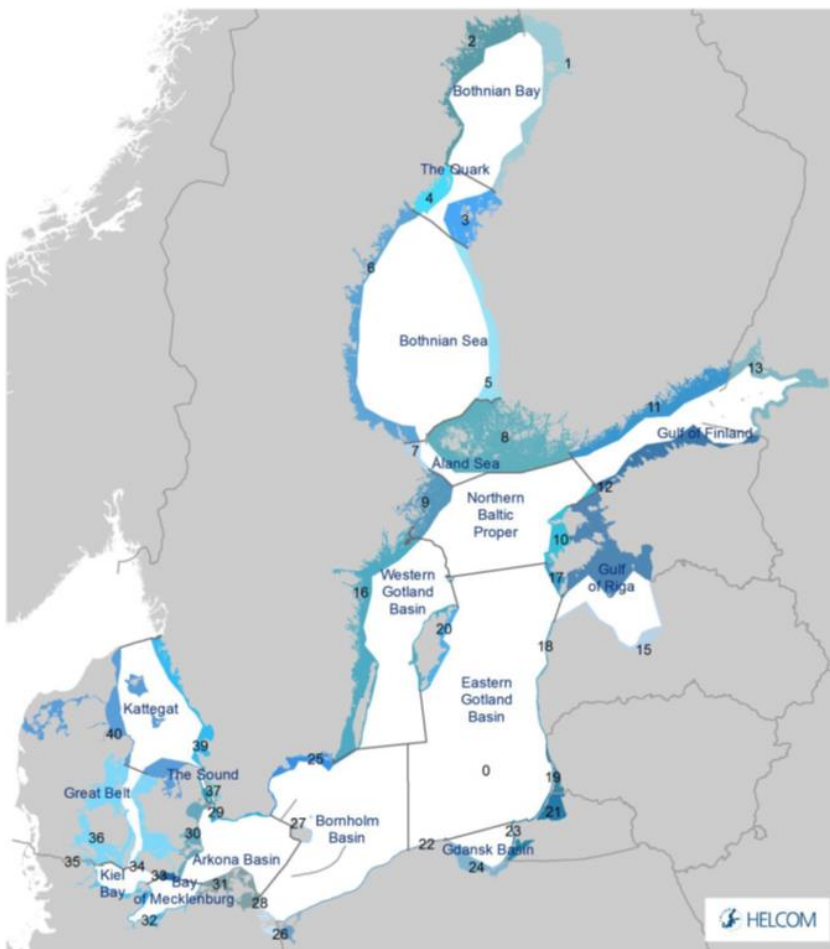 2
1
Bothnian Bay
The Quark
4
3
6
Bothnian Sea
5
13
11
8
7
Gulf of Finland
Åland Sea
12
9
Northern
Baltic
Proper
10
Gulf
of Riga
17
Western
Gotland
Basin
16
20
18
15
Eastern
Gotland
Basin
Kattegat
40
39
25
The Sound
0
19
37
Great Belt
29
21
27
Bornholm
Basin
30
36
23
22
Gdansk Basin
35
34
Arkona Basin
24
Kiel
Bay
33
Bay
of Mecklenburg
31
28
32
26
HELCOM